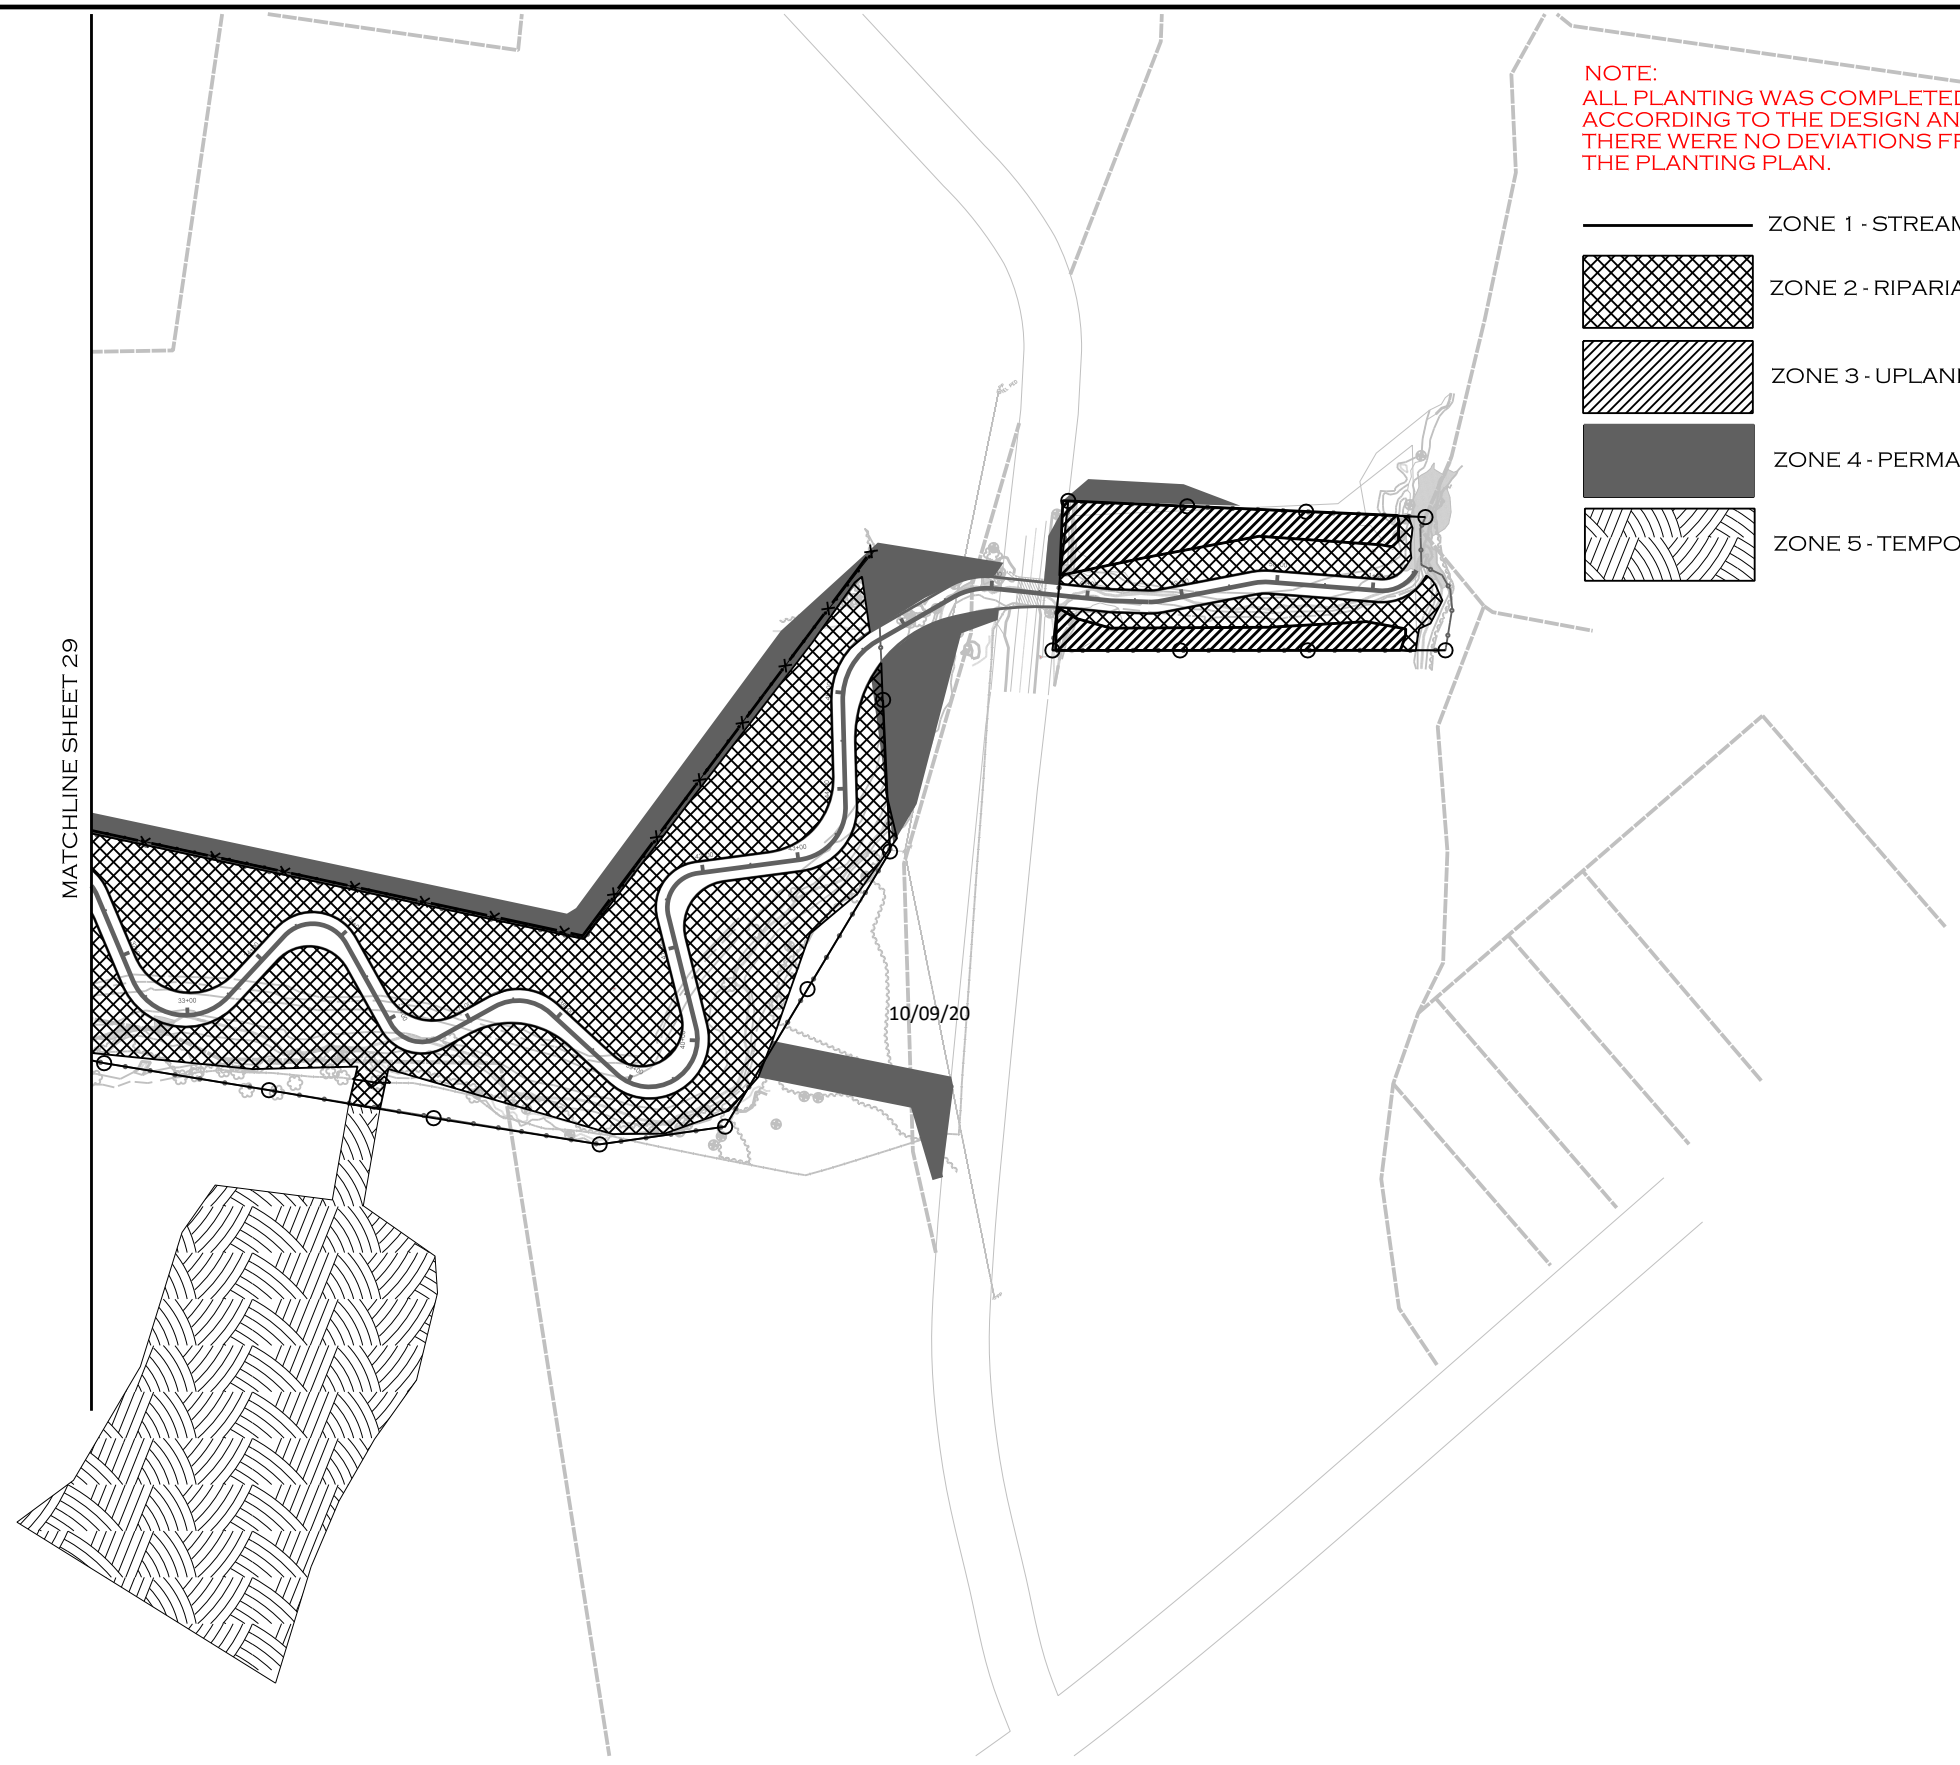 NOTE:
ALL PLANTING WAS COMPLETED
ACCORDING TO THE DESIGN AN
THERE WERE NO DEVIATIONS FR
THE PLANTING PLAN.
ZONE 1 - STREAM
ZONE 2 - RIPARIA
ZONE 3 - UPLAN
ZONE 4 - PERMA
ZONE 5 - TEMPO
MATCHLINE SHEET 29
33+00
10/09/20